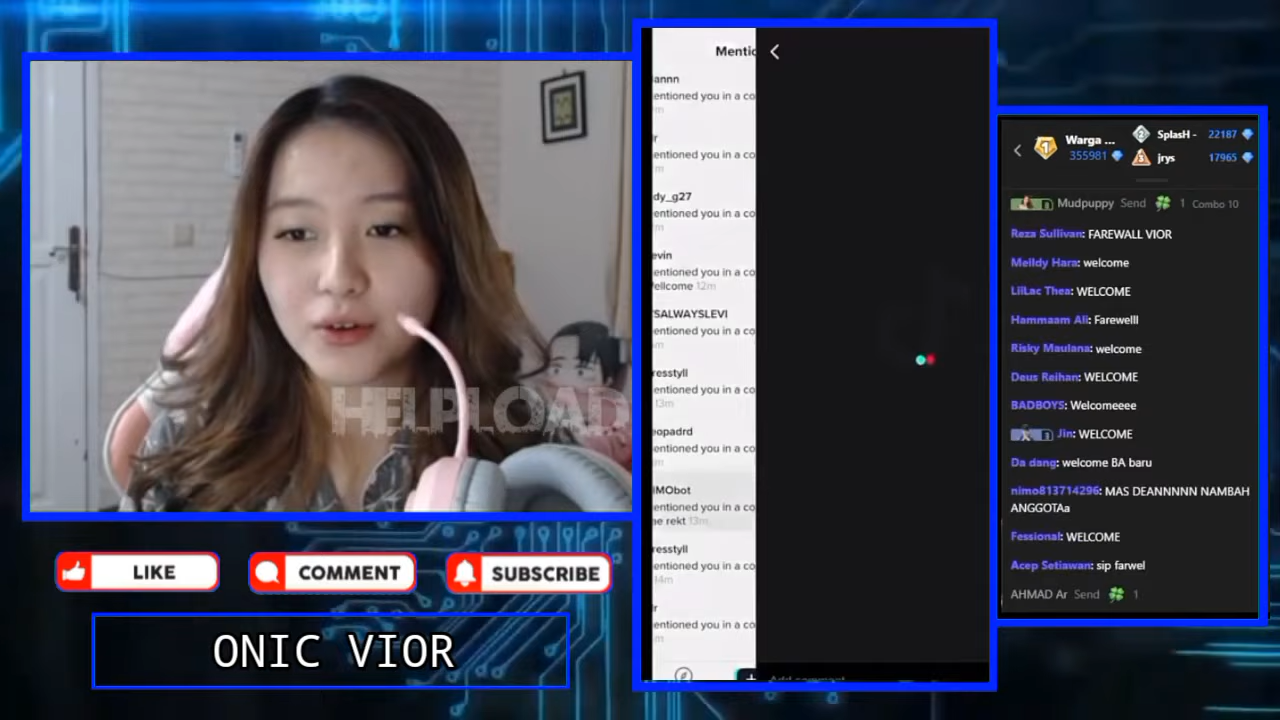 HELPLOAD
LIKE
COMMENT
SUBSCRIBE
ONIC VIOR
Mentio
annn
entioned you in a co
m
r
entioned you in a co
m
dy_g27
entioned you in a co
m
evin
entioned you in a co
ellcome 12m
SALWAYSLEVI
entioned you in a co
m
resstyll
entioned you in a co
13m
eopadrd
entioned you in a co
m
IMObot
entioned you in a co
ae rekt 13m
resstyll
entioned you in a co
14m
r
entioned you in a co
m
Add comment
Warga ...
355981
2 SplasH - 22187
3 jrys 17965
Mudpuppy Send 1 Combo 10
Reza Sullivan: FAREWALL VIOR
Melldy Hara: welcome
LiiLac Thea: WELCOME
Hammaam Ali: Farewelll
Risky Maulana: welcome
Deus Reihan: WELCOME
BADBOYS: Welcomeeee
Jin: WELCOME
Da dang: welcome BA baru
nimo813714296: MAS DEANNNNN NAMBAH
ANGGOTAa
Fessional: WELCOME
Acep Setiawan: sip farwel
AHMAD Ar Send 1